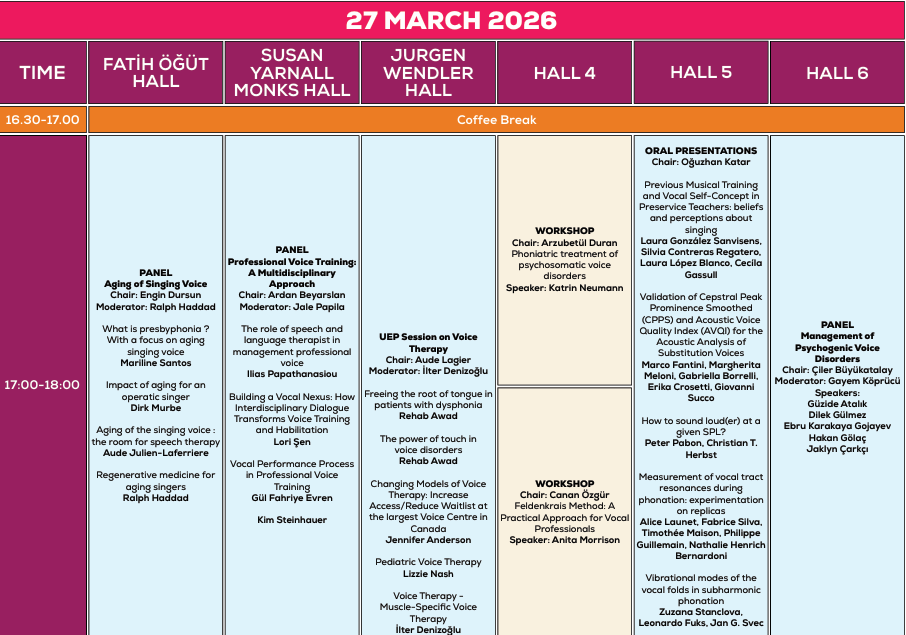 27 MARCH 2026
TIME
FATİH ÖĞÜT
HALL
SUSAN
YARNALL
MONKS HALL
JURGEN
WENDLER
HALL
HALL 4
HALL 5
HALL 6
16.30-17.00
Coffee Break
17:00-18:00
PANEL
Aging of Singing Voice
Chair: Engin Dursun
Moderator: Ralph Haddad
What is presbyphonia ?
With a focus on aging
singing voice
Mariline Santos
Impact of aging for an
operatic singer
Dirk Murbe
Aging of the singing voice :
the room for speech therapy
Aude Julien-Laferriere
Regenerative medicine for
aging singers
Ralph Haddad
PANEL
Professional Voice Training:
A Multidisciplinary
Approach
Chair: Ardan Beyarslan
Moderator: Jale Papila
The role of speech and
language therapist in
management professional
voice
Ilias Papathanasiou
Building a Vocal Nexus: How
Interdisciplinary Dialogue
Transforms Voice Training
and Habilitation
Lori Şen
Vocal Performance Process
in Professional Voice
Training
Gül Fahriye Evren
Kim Steinhauer
UEP Session on Voice
Therapy
Chair: Aude Lagier
Moderator: İlter Denizoğlu
Freeing the root of tongue in
patients with dysphonia
Rehab Awad
The power of touch in
voice disorders
Rehab Awad
Changing Models of Voice
Therapy: Increase
Access/Reduce Waitlist at
the largest Voice Centre in
Canada
Jennifer Anderson
Pediatric Voice Therapy
Lizzie Nash
Voice Therapy -
Muscle-Specific Voice
Therapy
İlter Denizoğlu
WORKSHOP
Chair: Arzubetül Duran
Phoniatric treatment of
psychosomatic voice
disorders
Speaker: Katrin Neumann
WORKSHOP
Chair: Canan Özgür
Feldenkrais Method: A
Practical Approach for Vocal
Professionals
Speaker: Anita Morrison
ORAL PRESENTATIONS
Chair: Oğuzhan Katar
Previous Musical Training
and Vocal Self-Concept in
Preservice Teachers: beliefs
and perceptions about
singing
Laura González Sanvisens,
Silvia Contreras Regatero,
Laura López Blanco, Cecíla
Gassull
Validation of Cepstral Peak
Prominence Smoothed
(CPPS) and Acoustic Voice
Quality Index (AVQI) for the
Acoustic Analysis of
Substitution Voices
Marco Fantini, Margherita
Meloni, Gabriella Borrelli,
Erika Crosetti, Giovanni
Succo
How to sound loud(er) at a
given SPL?
Peter Pabon, Christian T.
Herbst
Measurement of vocal tract
resonances during
phonation: experimentation
on replicas
Alice Launet, Fabrice Silva,
Timothée Maison, Philippe
Guillemain, Nathalie Henrich
Bernardoni
Vibrational modes of the
vocal folds in subharmonic
phonation
Zuzana Stanclova,
Leonardo Fuks, Jan G. Svec
PANEL
Management of
Psychogenic Voice
Disorders
Chair: Çiler Büyükatalay
Moderator: Gayem Köprücü
Speakers:
Güzide Atalık
Dilek Gülmez
Ebru Karakaya Gojayev
Hakan Gölaç
Jaklyn Çarkçı